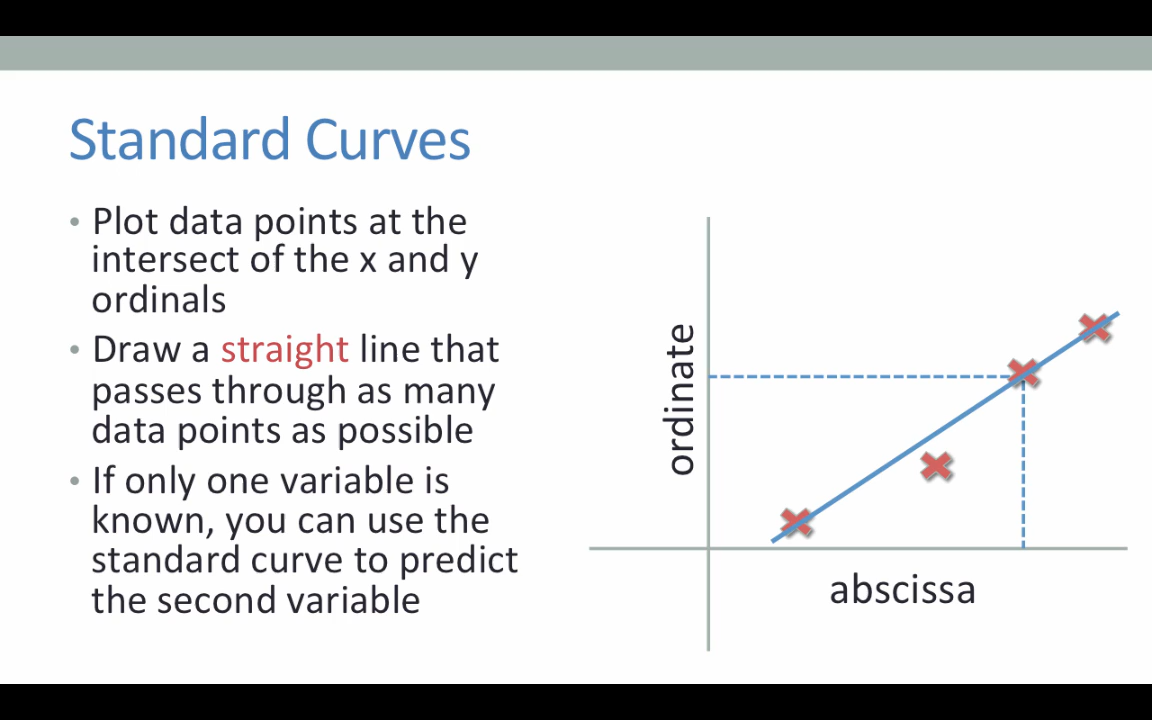 Standard Curves
• Plot data points at the
intersect of the x and y
ordinals
• Draw a straight line that
passes through as many
data points as possible
• If only one variable is
known, you can use the
standard curve to predict
the second variable
ordinate
abscissa